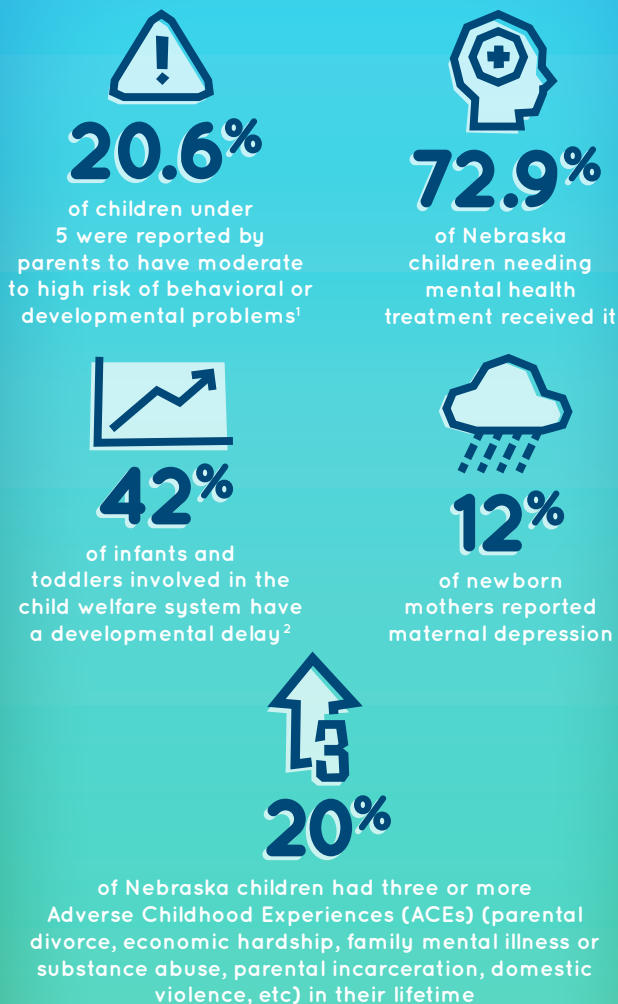 !
20.6%
of children under
5 were reported by
parents to have moderate
to high risk of behavioral or
developmental problems¹
72.9%
of Nebraska
children needing
mental health
treatment received it
42%
of infants and
toddlers involved in the
child welfare system have
a developmental delay²
12%
of newborn
mothers reported
maternal depression
3
20%
of Nebraska children had three or more
Adverse Childhood Experiences (ACEs) (parental
divorce, economic hardship, family mental illness or
substance abuse, parental incarceration, domestic
violence, etc) in their lifetime